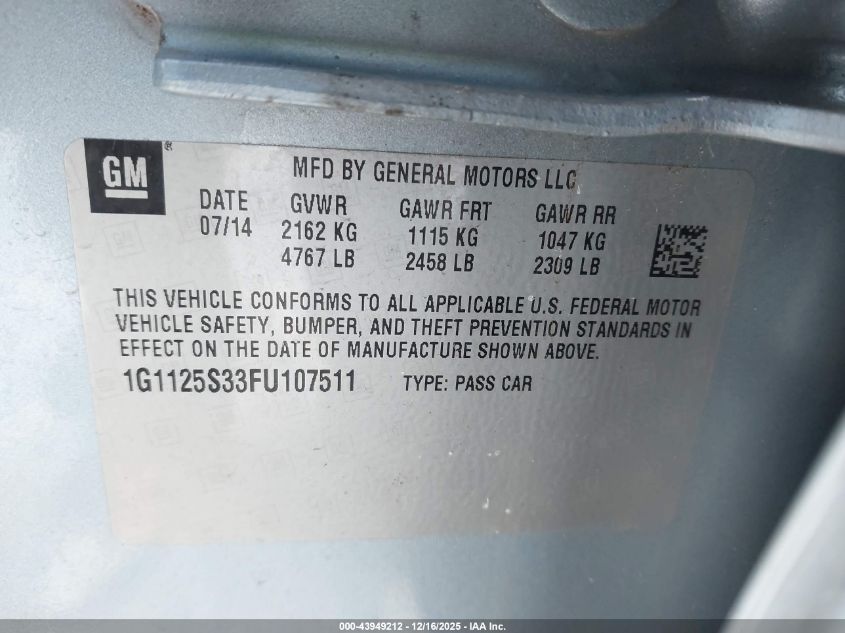 GM®
MFD BY GENERAL MOTORS LLC
DATE GVWR GAWR FRT GAWR RR
07/14 2162 KG 1115 KG 1047 KG
4767 LB 2458 LB 2309 LB
THIS VEHICLE CONFORMS TO ALL APPLICABLE U.S. FEDERAL MOTOR
VEHICLE SAFETY, BUMPER, AND THEFT PREVENTION STANDARDS IN
EFFECT ON THE DATE OF MANUFACTURE SHOWN ABOVE.
1G1125S33FU107511 TYPE: PASS CAR
000-43949212 - 12/16/2025 - IAA Inc.